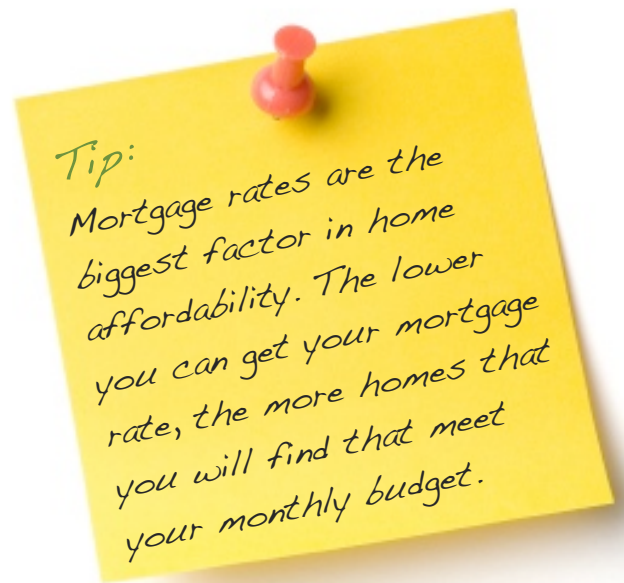 Tip:
Mortgage rates are the
biggest factor in home
affordability. The lower
you can get your mortgage
rate, the more homes that
you will find that meet
your monthly budget.